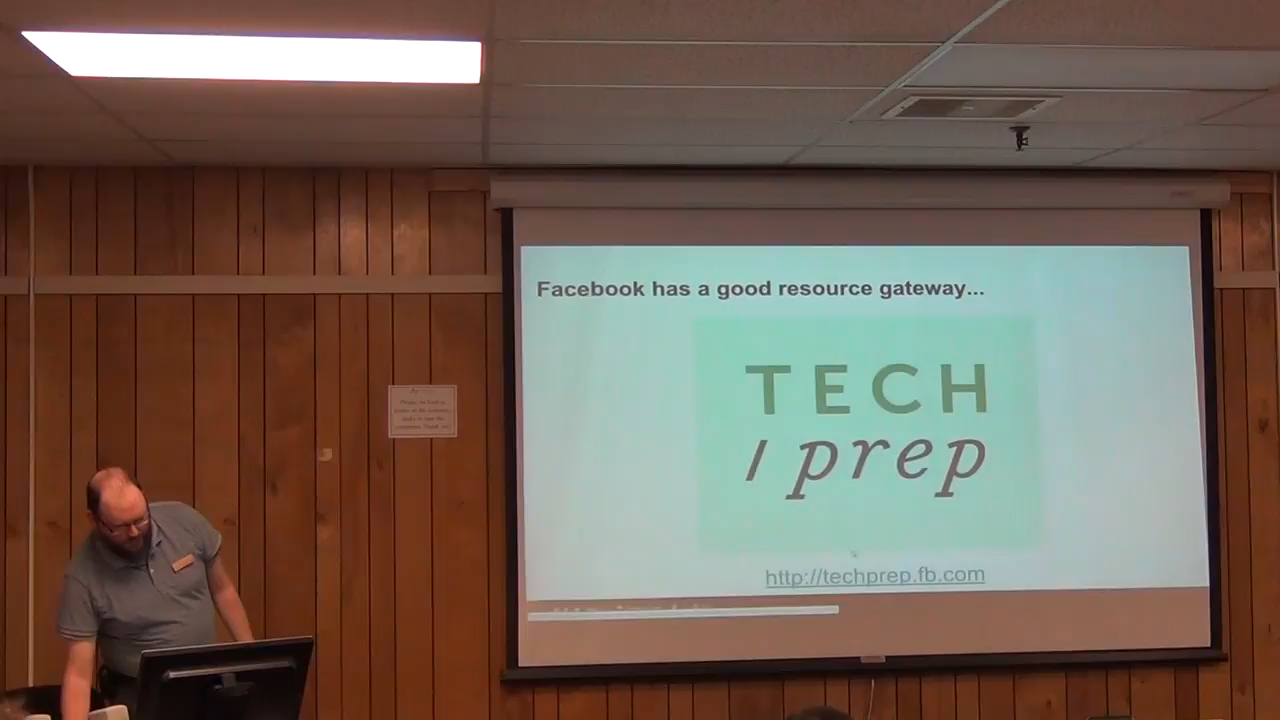 Facebook has a good resource gateway...
TECH
/ prep
http://techprep.fb.com